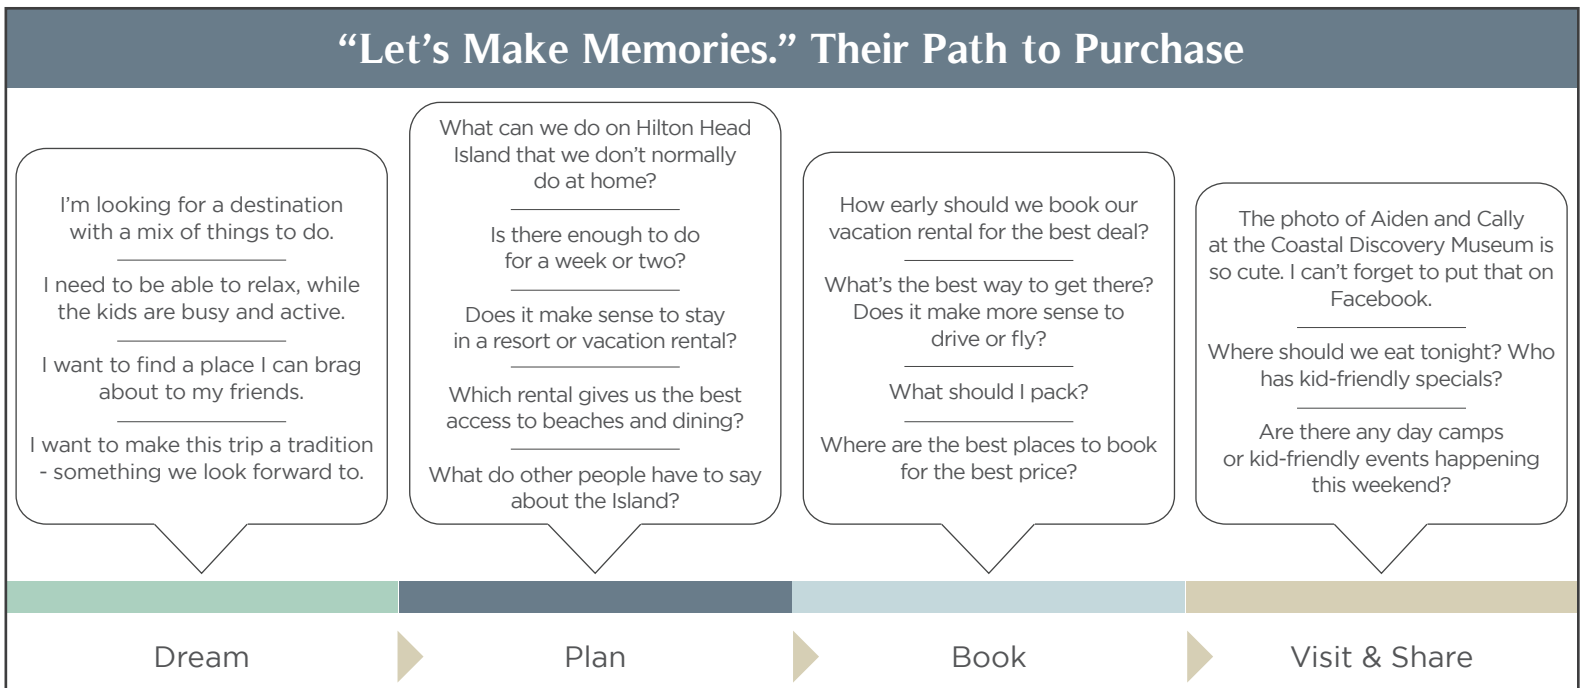 “Let’s Make Memories.” Their Path to Purchase
I’m looking for a destination
with a mix of things to do.
I need to be able to relax, while
the kids are busy and active.
I want to find a place I can brag
about to my friends.
I want to make this trip a tradition
- something we look forward to.
What can we do on Hilton Head
Island that we don’t normally
do at home?
Is there enough to do
for a week or two?
Does it make sense to stay
in a resort or vacation rental?
Which rental gives us the best
access to beaches and dining?
What do other people have to say
about the Island?
How early should we book our
vacation rental for the best deal?
What’s the best way to get there?
Does it make more sense to
drive or fly?
What should I pack?
Where are the best places to book
for the best price?
The photo of Aiden and Cally
at the Coastal Discovery Museum is
so cute. I can’t forget to put that on
Facebook.
Where should we eat tonight? Who
has kid-friendly specials?
Are there any day camps
or kid-friendly events happening
this weekend?
Dream
Plan
Book
Visit & Share